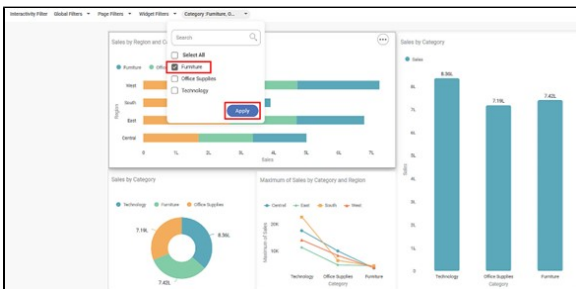 Interactivity Filter Global Filters Page Filters Widget Filters Category :Furniture, O...
Sales by Region and C
Search
Select All
Furniture
Office Supplies
Technology
Apply
Furniture Offi
West
South
East
Central
Region
0 1L 2L 3L 4L 5L 6L 7L
Sales
Sales by Category
Sales
8.36L
7.19L
7.42L
Sales
Technology Office Supplies Furniture
Category
Sales by Category
Technology Furniture Office Supplies
7.19L
8.36L
7.42L
Maximum of Sales by Category and Region
Central East South West
Maximum of Sales
20K
10K
Technology Office Supplies Furniture
Category